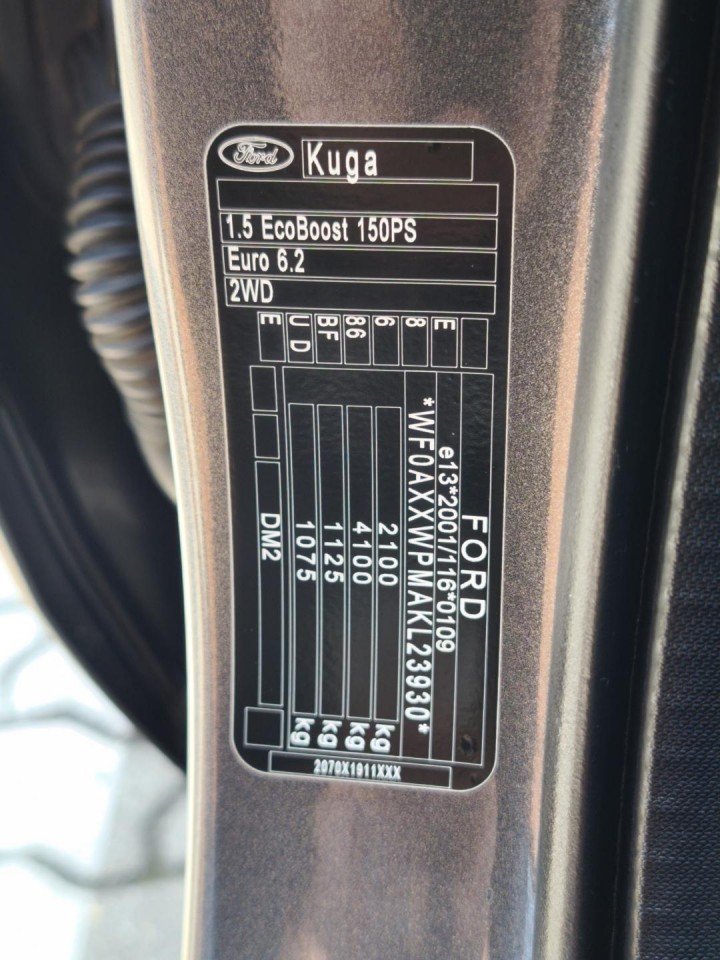 Ford
Kuga
1.5 EcoBoost 150PS
Euro 6.2
2WD
E U D BF 86 6 8 E
FORD
e13*2001/116*0109
*WF0AXXWPMAKL23930*
2100 kg
4100 kg
1125 kg
1075 kg
DM2
2070X1911XXX